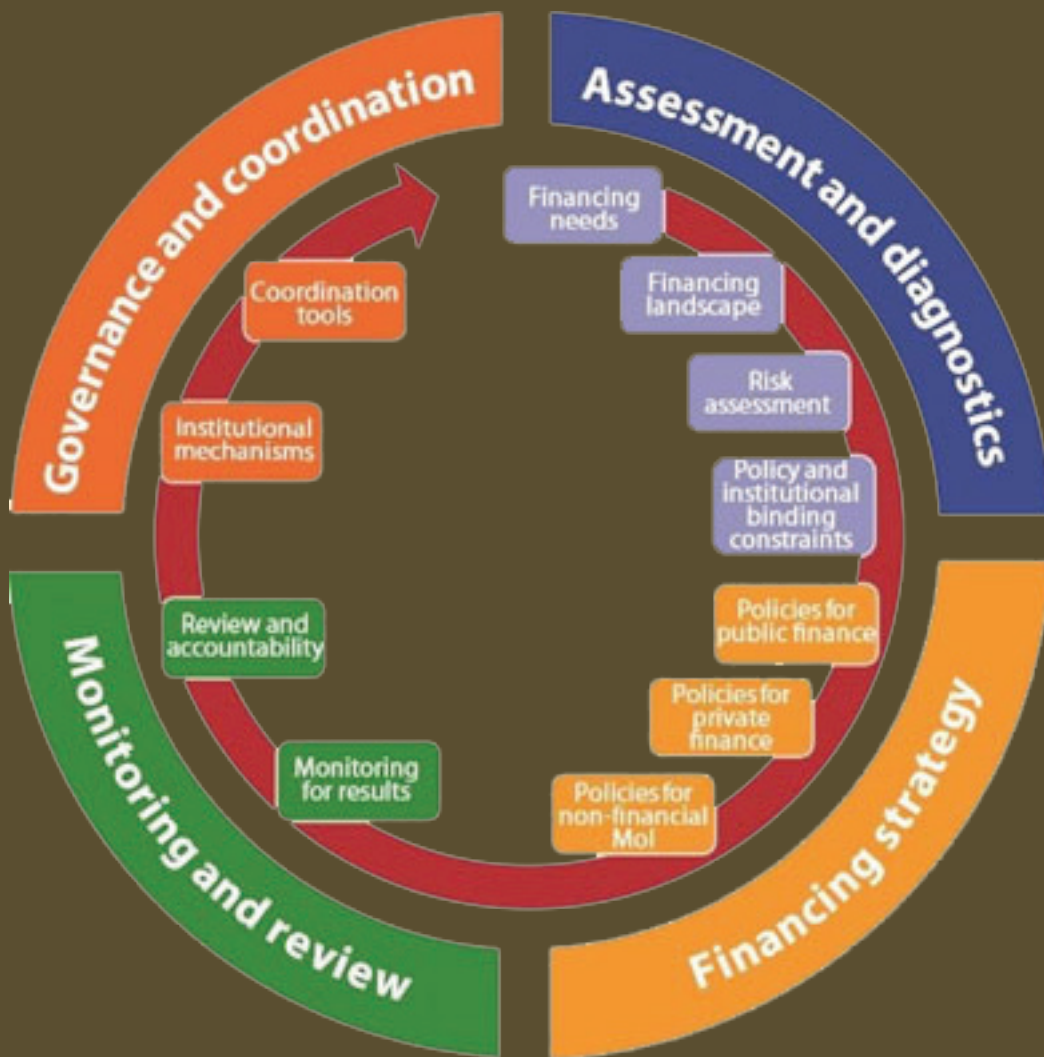 Governance and coordination
Assessment and diagnostics
Financing
needs
Financing
landscape
Risk
assessment
Policy and
institutional
binding
constraints
Policies for
public finance
Policies for
private
finance
Policies for
non-financial
MoI
Financing strategy
Monitoring
for results
Review and
accountability
Monitoring and review
Institutional
mechanisms
Coordination
tools